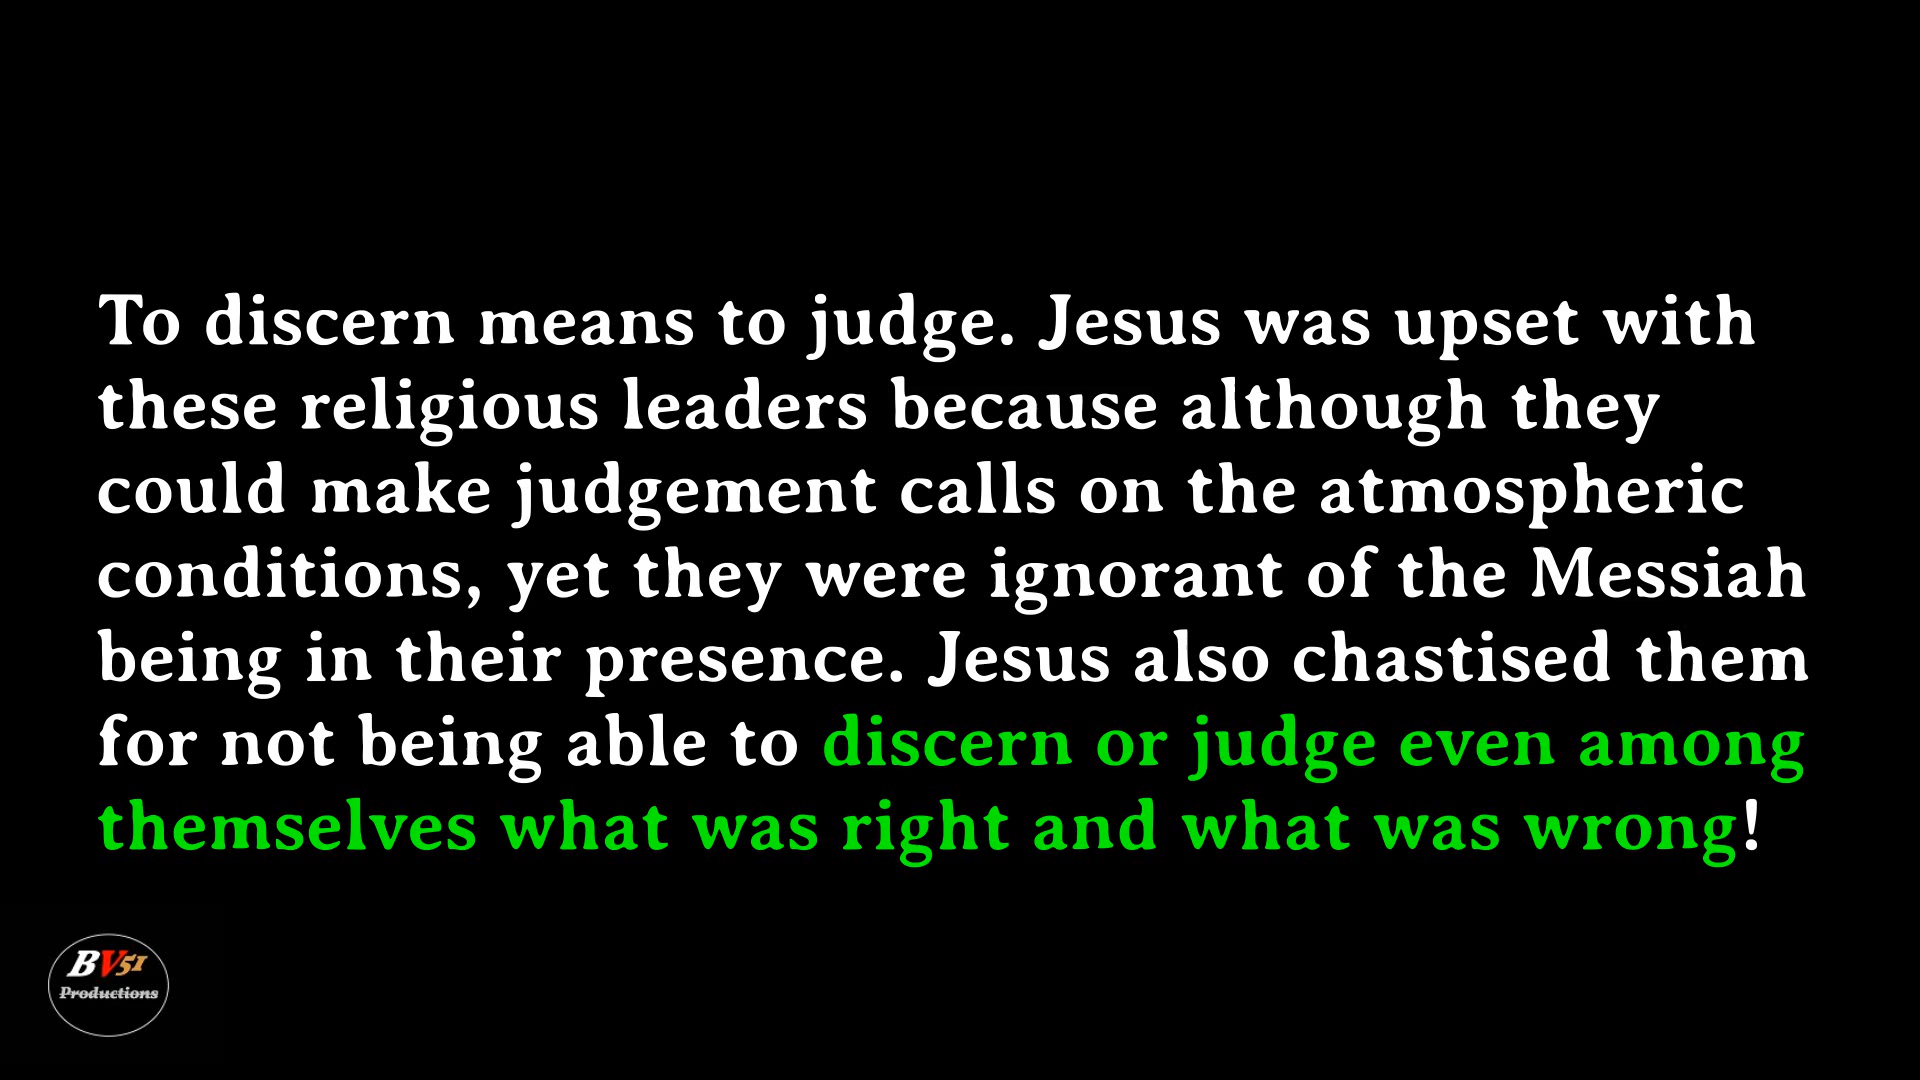 To discern means to judge. Jesus was upset with
these religious leaders because although they
could make judgement calls on the atmospheric
conditions, yet they were ignorant of the Messiah
being in their presence. Jesus also chastised them
for not being able to discern or judge even among
themselves what was right and what was wrong!
BV51
Productions